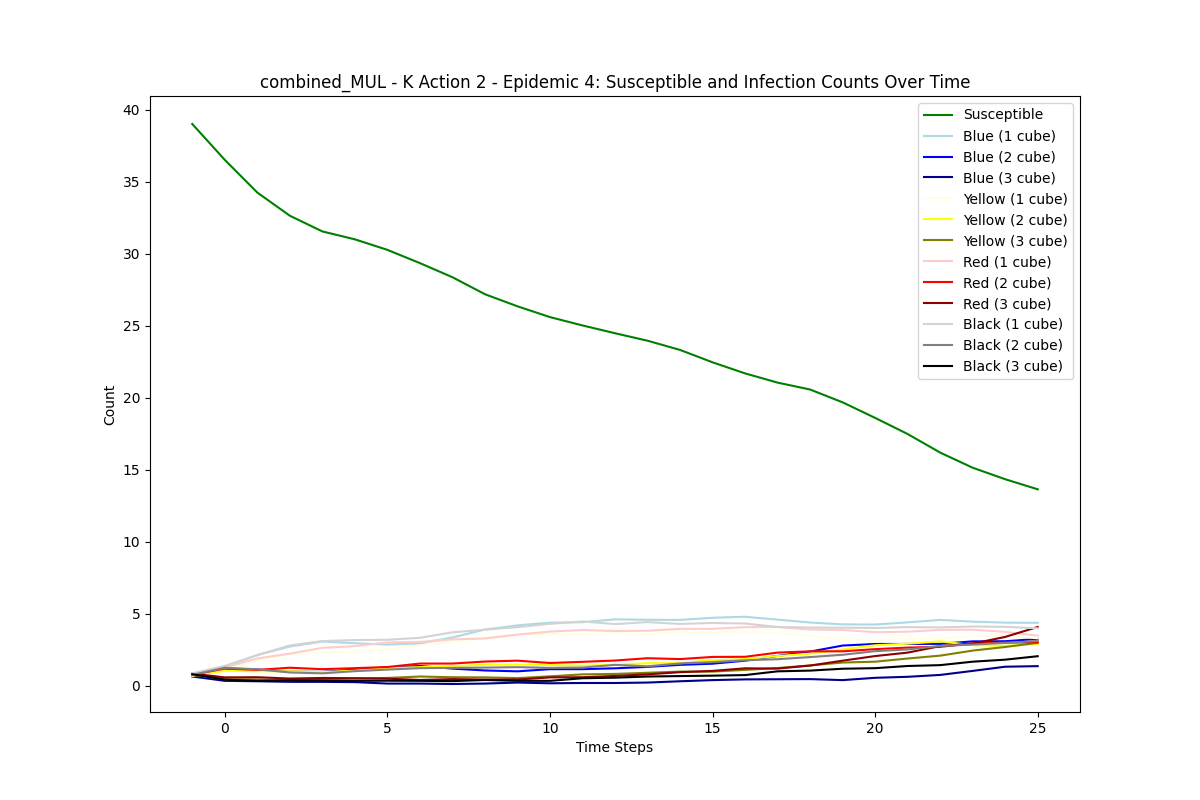 combined_MUL - K Action 2 - Epidemic 4: Susceptible and Infection Counts Over Time
40
35
30
25
20
15
10
5
0
Count
0 5 10 15 20 25
Time Steps
Susceptible
Blue (1 cube)
Blue (2 cube)
Blue (3 cube)
Yellow (1 cube)
Yellow (2 cube)
Yellow (3 cube)
Red (1 cube)
Red (2 cube)
Red (3 cube)
Black (1 cube)
Black (2 cube)
Black (3 cube)